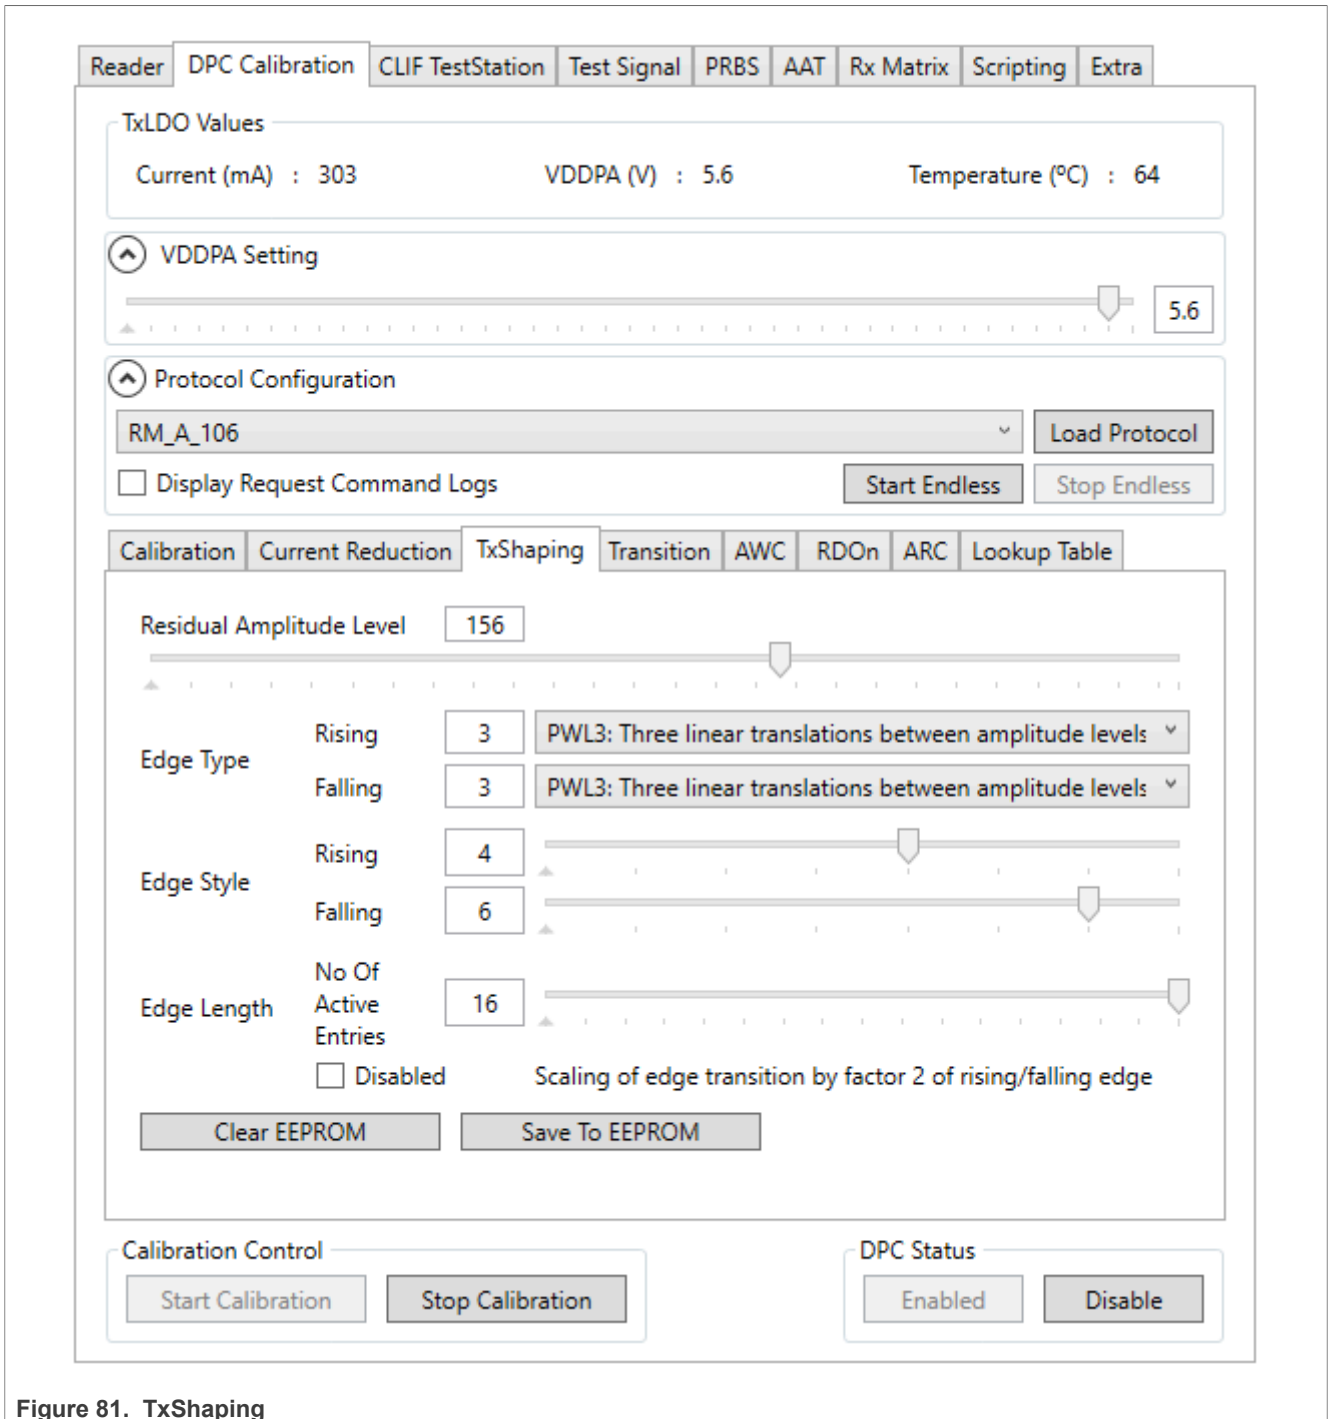 Reader DPC Calibration CLIF TestStation Test Signal PRBS AAT Rx Matrix Scripting Extra
TxLDO Values
Current (mA) : 303 VDDPA (V) : 5.6 Temperature (ºC) : 64
VDDPA Setting
5.6
Protocol Configuration
RM_A_106 Load Protocol
Display Request Command Logs Start Endless Stop Endless
Calibration Current Reduction TxShaping Transition AWC RDOn ARC Lookup Table
Residual Amplitude Level 156
Edge Type
Rising 3 PWL3: Three linear translations between amplitude levels
Falling 3 PWL3: Three linear translations between amplitude levels
Edge Style
Rising 4
Falling 6
Edge Length
No Of
Active
Entries
16
Disabled Scaling of edge transition by factor 2 of rising/falling edge
Clear EEPROM Save To EEPROM
Calibration Control DPC Status
Start Calibration Stop Calibration Enabled Disable
Figure 81. TxShaping